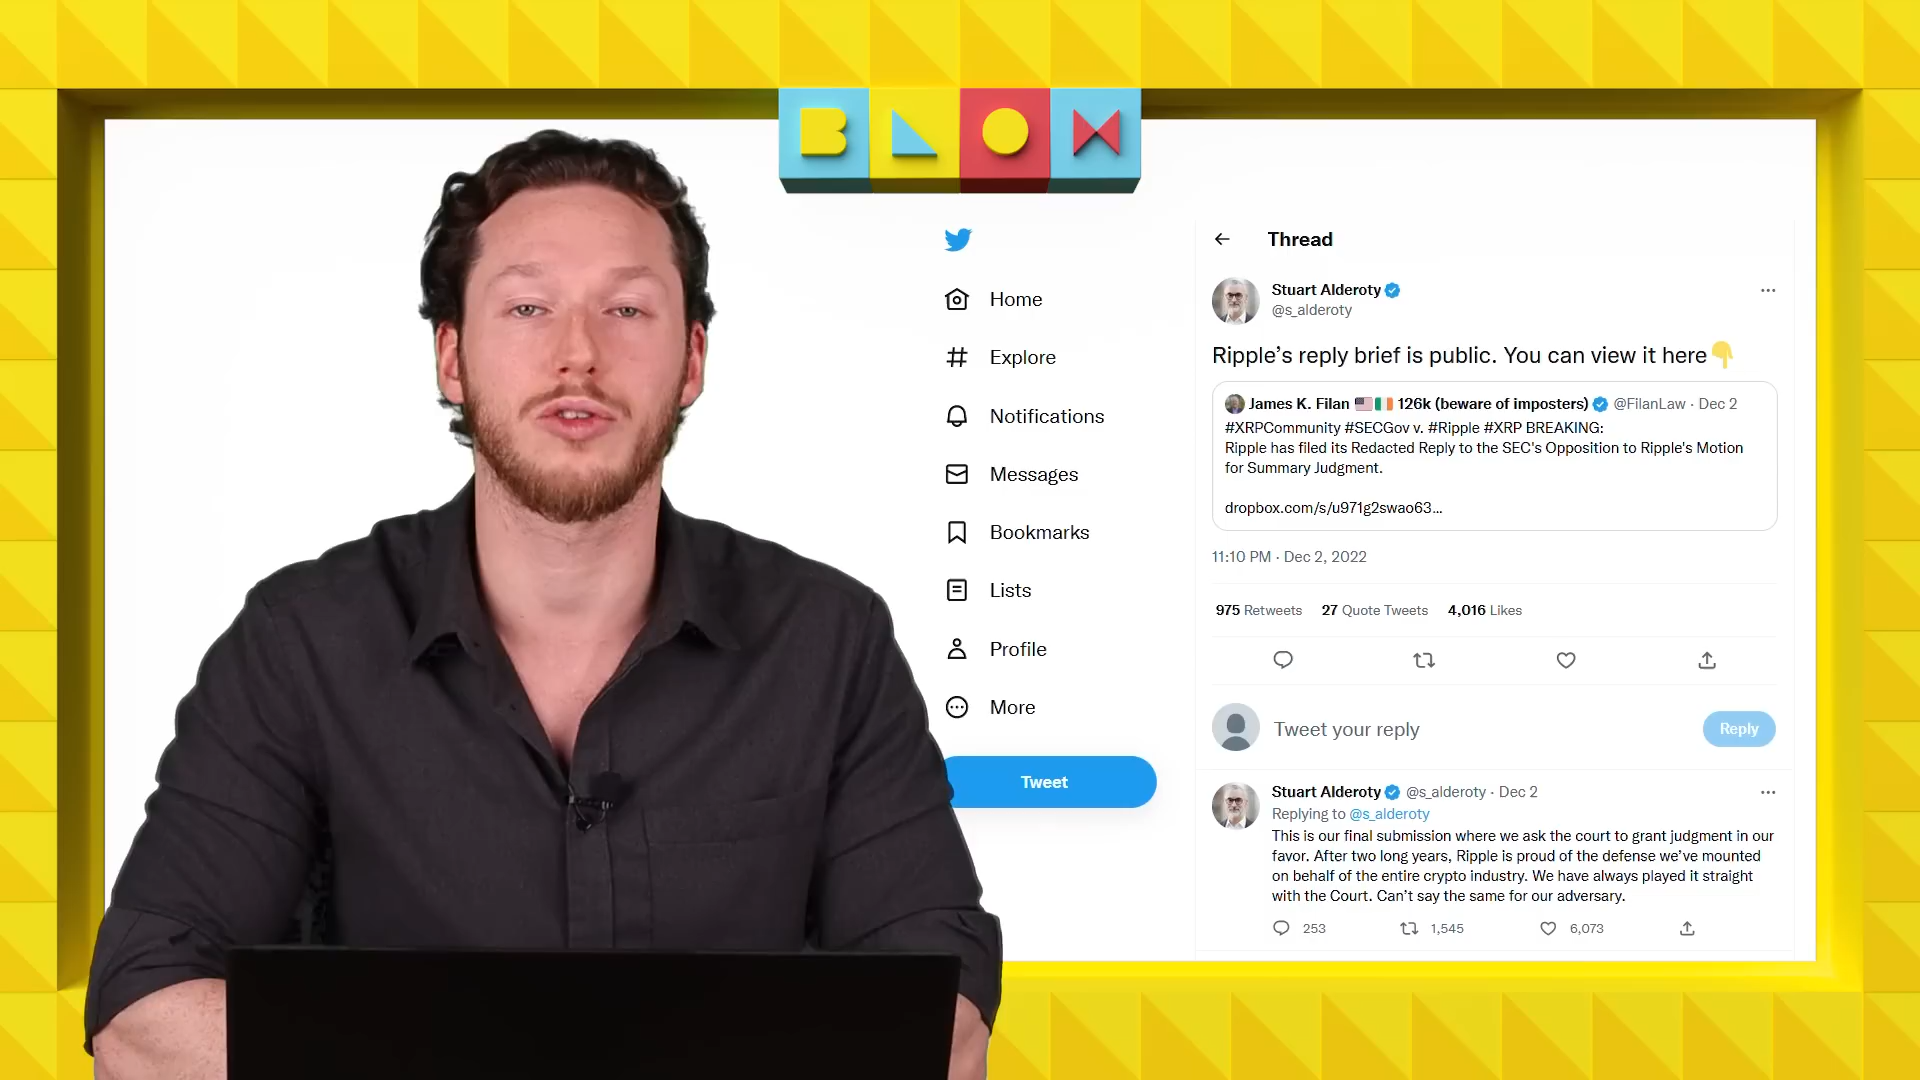 BLOX
Thread
Stuart Alderoty
@s_alderoty
Ripple’s reply brief is public. You can view it here👇
James K. Filan 🇺🇸🇮🇪 126k (beware of imposters) @FilanLaw · Dec 2
#XRPCommunity #SECGov v. #Ripple #XRP BREAKING:
Ripple has filed its Redacted Reply to the SEC's Opposition to Ripple's Motion
for Summary Judgment.
dropbox.com/s/u971g2swao63...
11:10 PM · Dec 2, 2022
975 Retweets 27 Quote Tweets 4,016 Likes
Tweet your reply
Reply
Stuart Alderoty @s_alderoty · Dec 2
Replying to @s_alderoty
This is our final submission where we ask the court to grant judgment in our
favor. After two long years, Ripple is proud of the defense we’ve mounted
on behalf of the entire crypto industry. We have always played it straight
with the Court. Can’t say the same for our adversary.
253 1,545 6,073
Home
Explore
Notifications
Messages
Bookmarks
Lists
Profile
More
Tweet